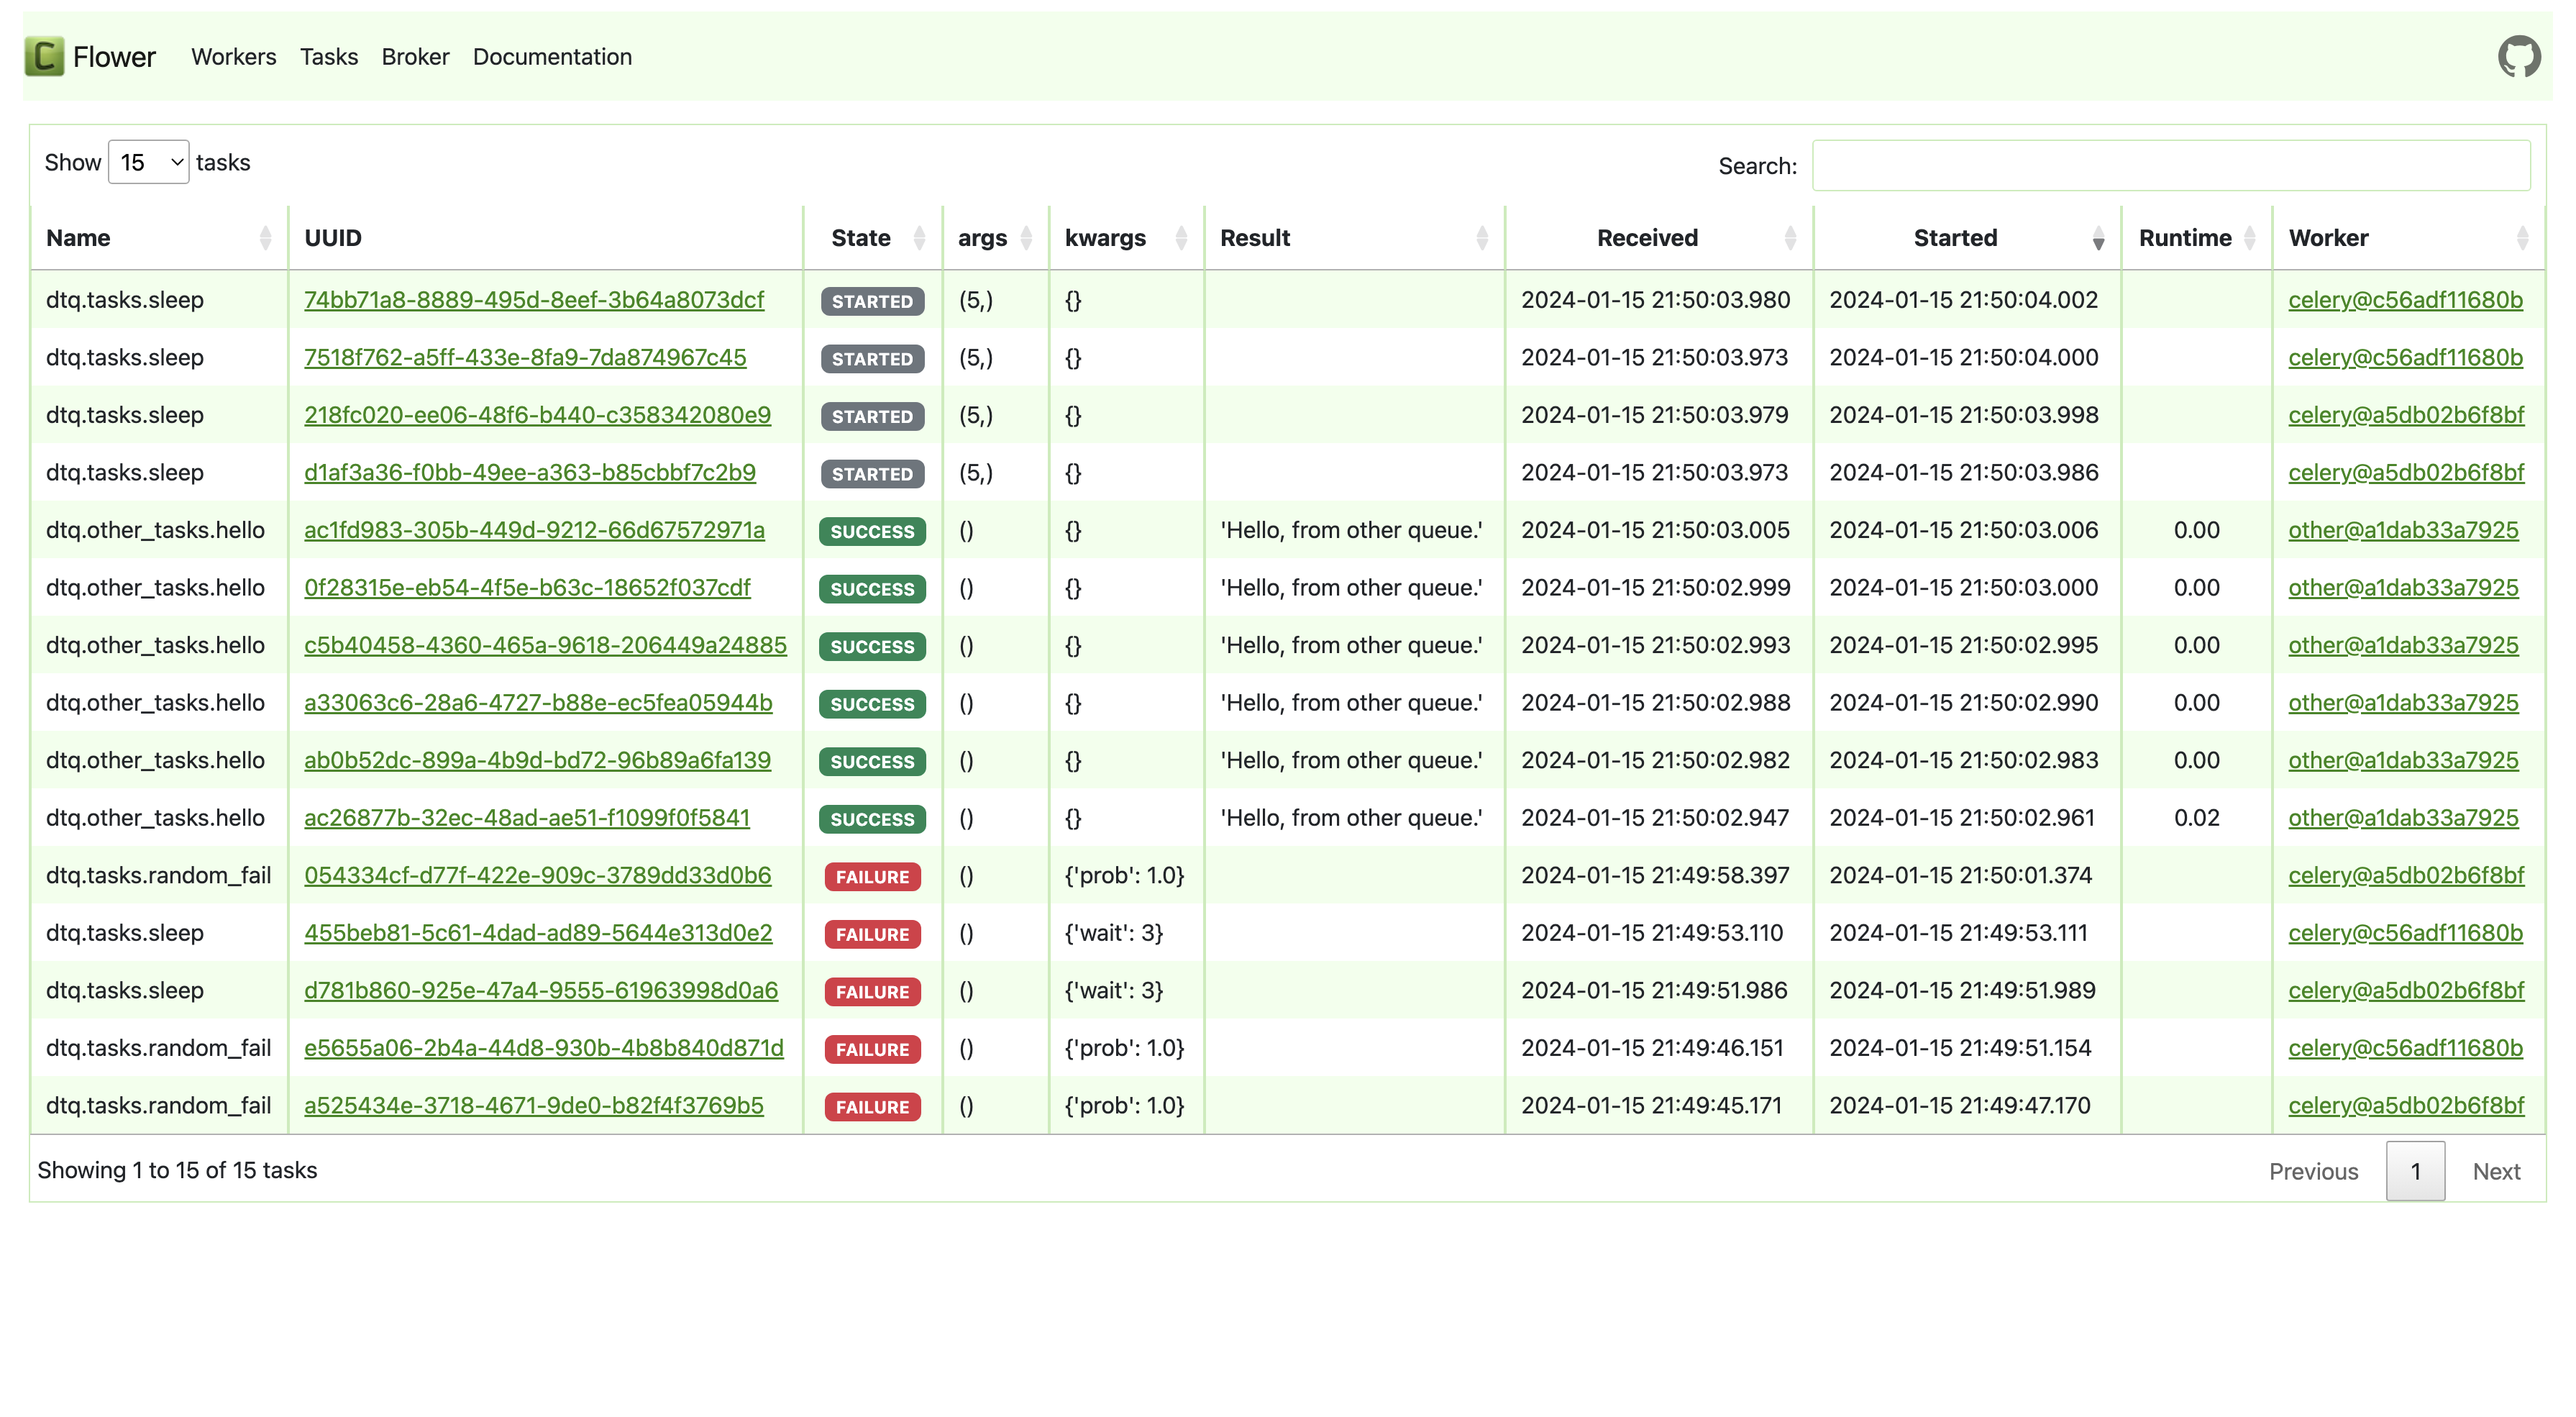 C Flower Workers Tasks Broker Documentation
Show 15 tasks Search:
Name UUID State args kwargs Result Received Started Runtime Worker
dtq.tasks.sleep 74bb71a8-8889-495d-8eef-3b64a8073dcf STARTED (5,) {} 2024-01-15 21:50:03.980 2024-01-15 21:50:04.002 celery@c56adf11680b
dtq.tasks.sleep 7518f762-a5ff-433e-8fa9-7da874967c45 STARTED (5,) {} 2024-01-15 21:50:03.973 2024-01-15 21:50:04.000 celery@c56adf11680b
dtq.tasks.sleep 218fc020-ee06-48f6-b440-c358342080e9 STARTED (5,) {} 2024-01-15 21:50:03.979 2024-01-15 21:50:03.998 celery@a5db02b6f8bf
dtq.tasks.sleep d1af3a36-f0bb-49ee-a363-b85cbbf7c2b9 STARTED (5,) {} 2024-01-15 21:50:03.973 2024-01-15 21:50:03.986 celery@a5db02b6f8bf
dtq.other_tasks.hello ac1fd983-305b-449d-9212-66d67572971a SUCCESS () {} 'Hello, from other queue.' 2024-01-15 21:50:03.005 2024-01-15 21:50:03.006 0.00 other@a1dab33a7925
dtq.other_tasks.hello 0f28315e-eb54-4f5e-b63c-18652f037cdf SUCCESS () {} 'Hello, from other queue.' 2024-01-15 21:50:02.999 2024-01-15 21:50:03.000 0.00 other@a1dab33a7925
dtq.other_tasks.hello c5b40458-4360-465a-9618-206449a24885 SUCCESS () {} 'Hello, from other queue.' 2024-01-15 21:50:02.993 2024-01-15 21:50:02.995 0.00 other@a1dab33a7925
dtq.other_tasks.hello a33063c6-28a6-4727-b88e-ec5fea05944b SUCCESS () {} 'Hello, from other queue.' 2024-01-15 21:50:02.988 2024-01-15 21:50:02.990 0.00 other@a1dab33a7925
dtq.other_tasks.hello ab0b52dc-899a-4b9d-bd72-96b89a6fa139 SUCCESS () {} 'Hello, from other queue.' 2024-01-15 21:50:02.982 2024-01-15 21:50:02.983 0.00 other@a1dab33a7925
dtq.other_tasks.hello ac26877b-32ec-48ad-ae51-f1099f0f5841 SUCCESS () {} 'Hello, from other queue.' 2024-01-15 21:50:02.947 2024-01-15 21:50:02.961 0.02 other@a1dab33a7925
dtq.tasks.random_fail 054334cf-d77f-422e-909c-3789dd33d0b6 FAILURE () {'prob': 1.0} 2024-01-15 21:49:58.397 2024-01-15 21:50:01.374 celery@a5db02b6f8bf
dtq.tasks.sleep 455beb81-5c61-4dad-ad89-5644e313d0e2 FAILURE () {'wait': 3} 2024-01-15 21:49:53.110 2024-01-15 21:49:53.111 celery@c56adf11680b
dtq.tasks.sleep d781b860-925e-47a4-9555-61963998d0a6 FAILURE () {'wait': 3} 2024-01-15 21:49:51.986 2024-01-15 21:49:51.989 celery@a5db02b6f8bf
dtq.tasks.random_fail e5655a06-2b4a-44d8-930b-4b8b840d871d FAILURE () {'prob': 1.0} 2024-01-15 21:49:46.151 2024-01-15 21:49:51.154 celery@c56adf11680b
dtq.tasks.random_fail a525434e-3718-4671-9de0-b82f4f3769b5 FAILURE () {'prob': 1.0} 2024-01-15 21:49:45.171 2024-01-15 21:49:47.170 celery@a5db02b6f8bf
Showing 1 to 15 of 15 tasks Previous 1 Next